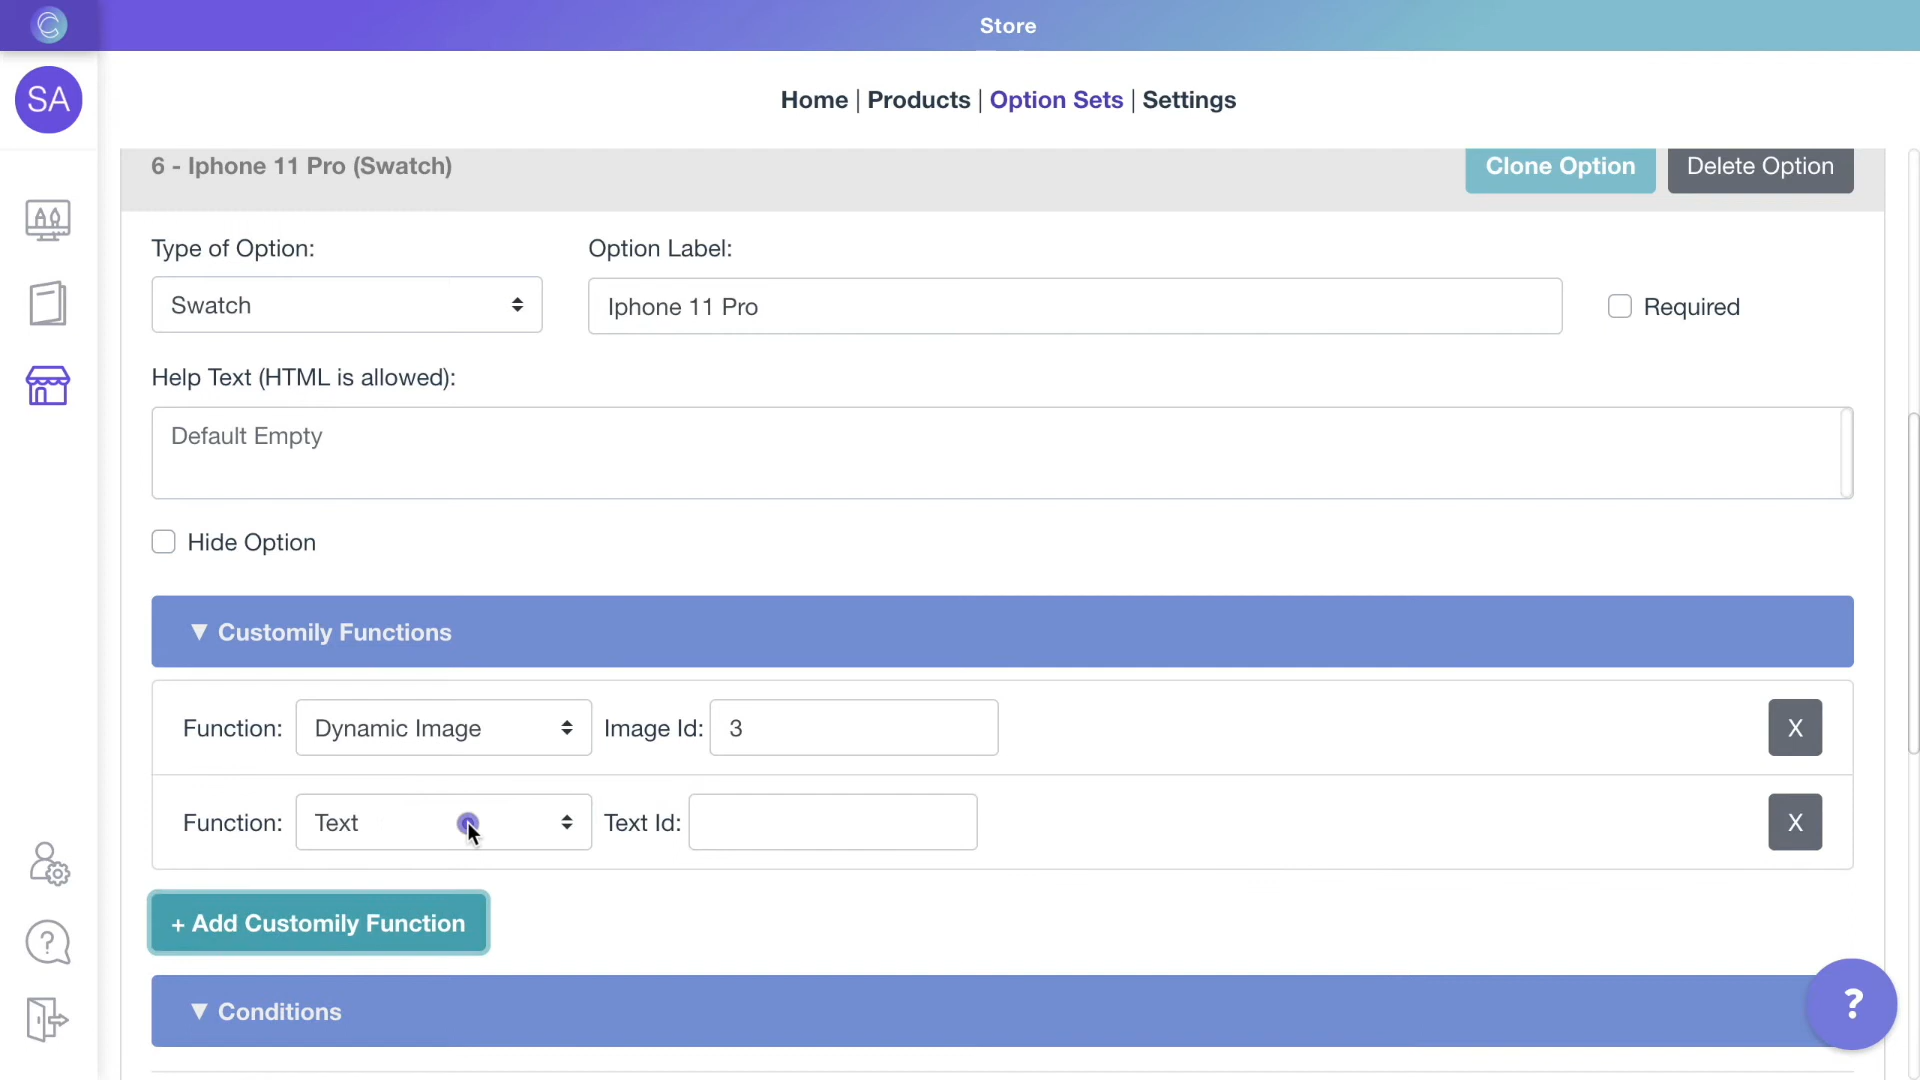 Store
SA
Home | Products | Option Sets | Settings
6 - Iphone 11 Pro (Swatch)
Clone Option
Delete Option
Type of Option:
Option Label:
Swatch
Iphone 11 Pro
Required
Help Text (HTML is allowed):
Default Empty
Hide Option
▼ Customily Functions
Function: Dynamic Image Image Id: 3 X
Function: Text Text Id: X
+ Add Customily Function
▼ Conditions
?